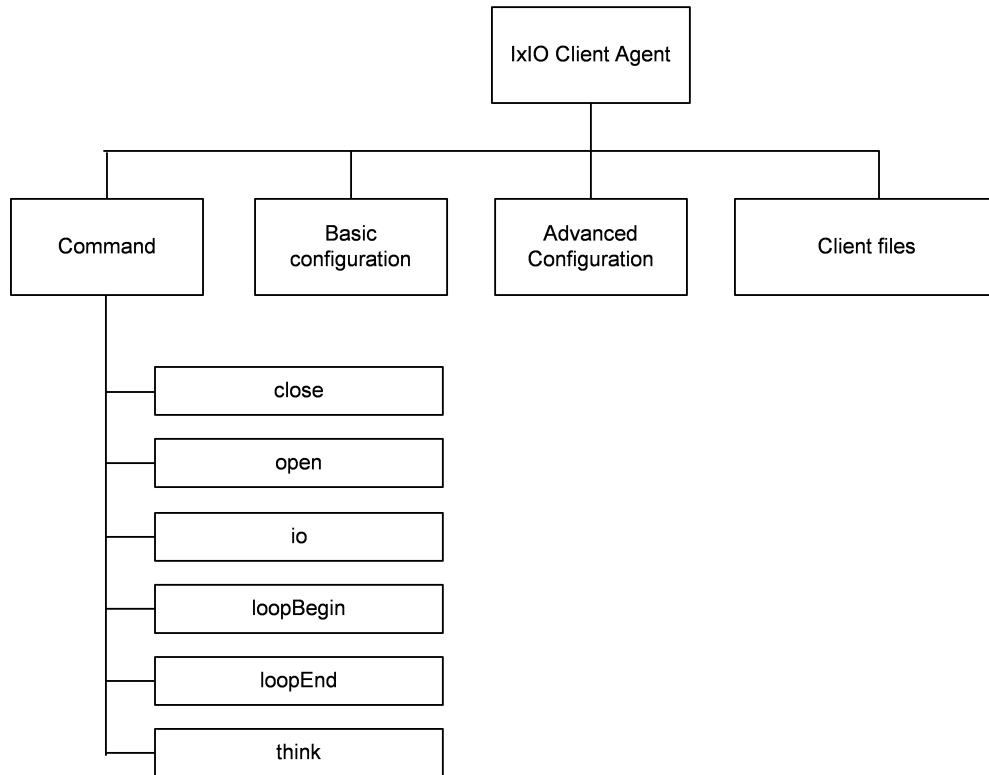 IxIO Client Agent
Command
Basic
configuration
Advanced
Configuration
Client files
close
open
io
loopBegin
loopEnd
think